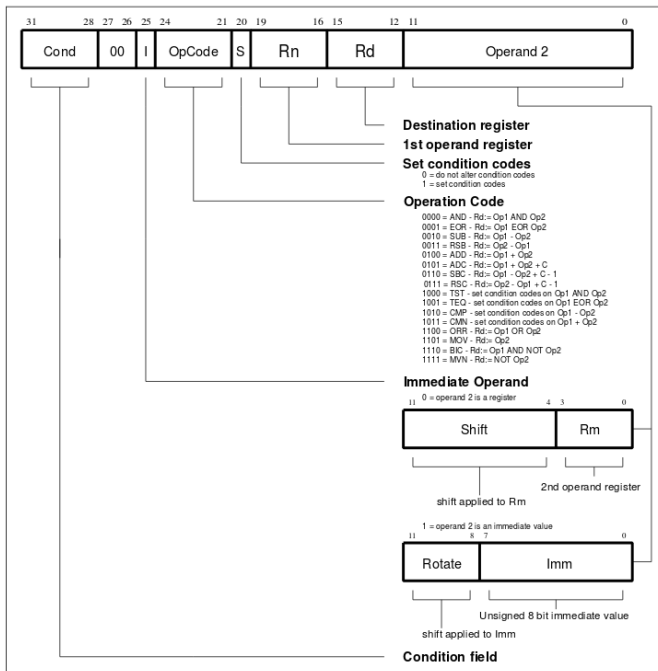 31 28 27 26 25 24 21 20 19 16 15 12 11 0
Cond 00 I OpCode S Rn Rd Operand 2
Destination register
1st operand register
Set condition codes
0 = do not alter condition codes
1 = set condition codes
Operation Code
0000 = AND - Rd:= Op1 AND Op2
0001 = EOR - Rd:= Op1 EOR Op2
0010 = SUB - Rd:= Op1 - Op2
0011 = RSB - Rd:= Op2 - Op1
0100 = ADD - Rd:= Op1 + Op2
0101 = ADC - Rd:= Op1 + Op2 + C
0110 = SBC - Rd:= Op1 - Op2 + C - 1
0111 = RSC - Rd:= Op2 - Op1 + C - 1
1000 = TST - set condition codes on Op1 AND Op2
1001 = TEQ - set condition codes on Op1 EOR Op2
1010 = CMP - set condition codes on Op1 - Op2
1011 = CMN - set condition codes on Op1 + Op2
1100 = ORR - Rd:= Op1 OR Op2
1101 = MOV - Rd:= Op2
1110 = BIC - Rd:= Op1 AND NOT Op2
1111 = MVN - Rd:= NOT Op2
Immediate Operand
0 = operand 2 is a register
11 4 3 0
Shift Rm
2nd operand register
shift applied to Rm
1 = operand 2 is an immediate value
11 8 7 0
Rotate Imm
Unsigned 8 bit immediate value
shift applied to Imm
Condition field